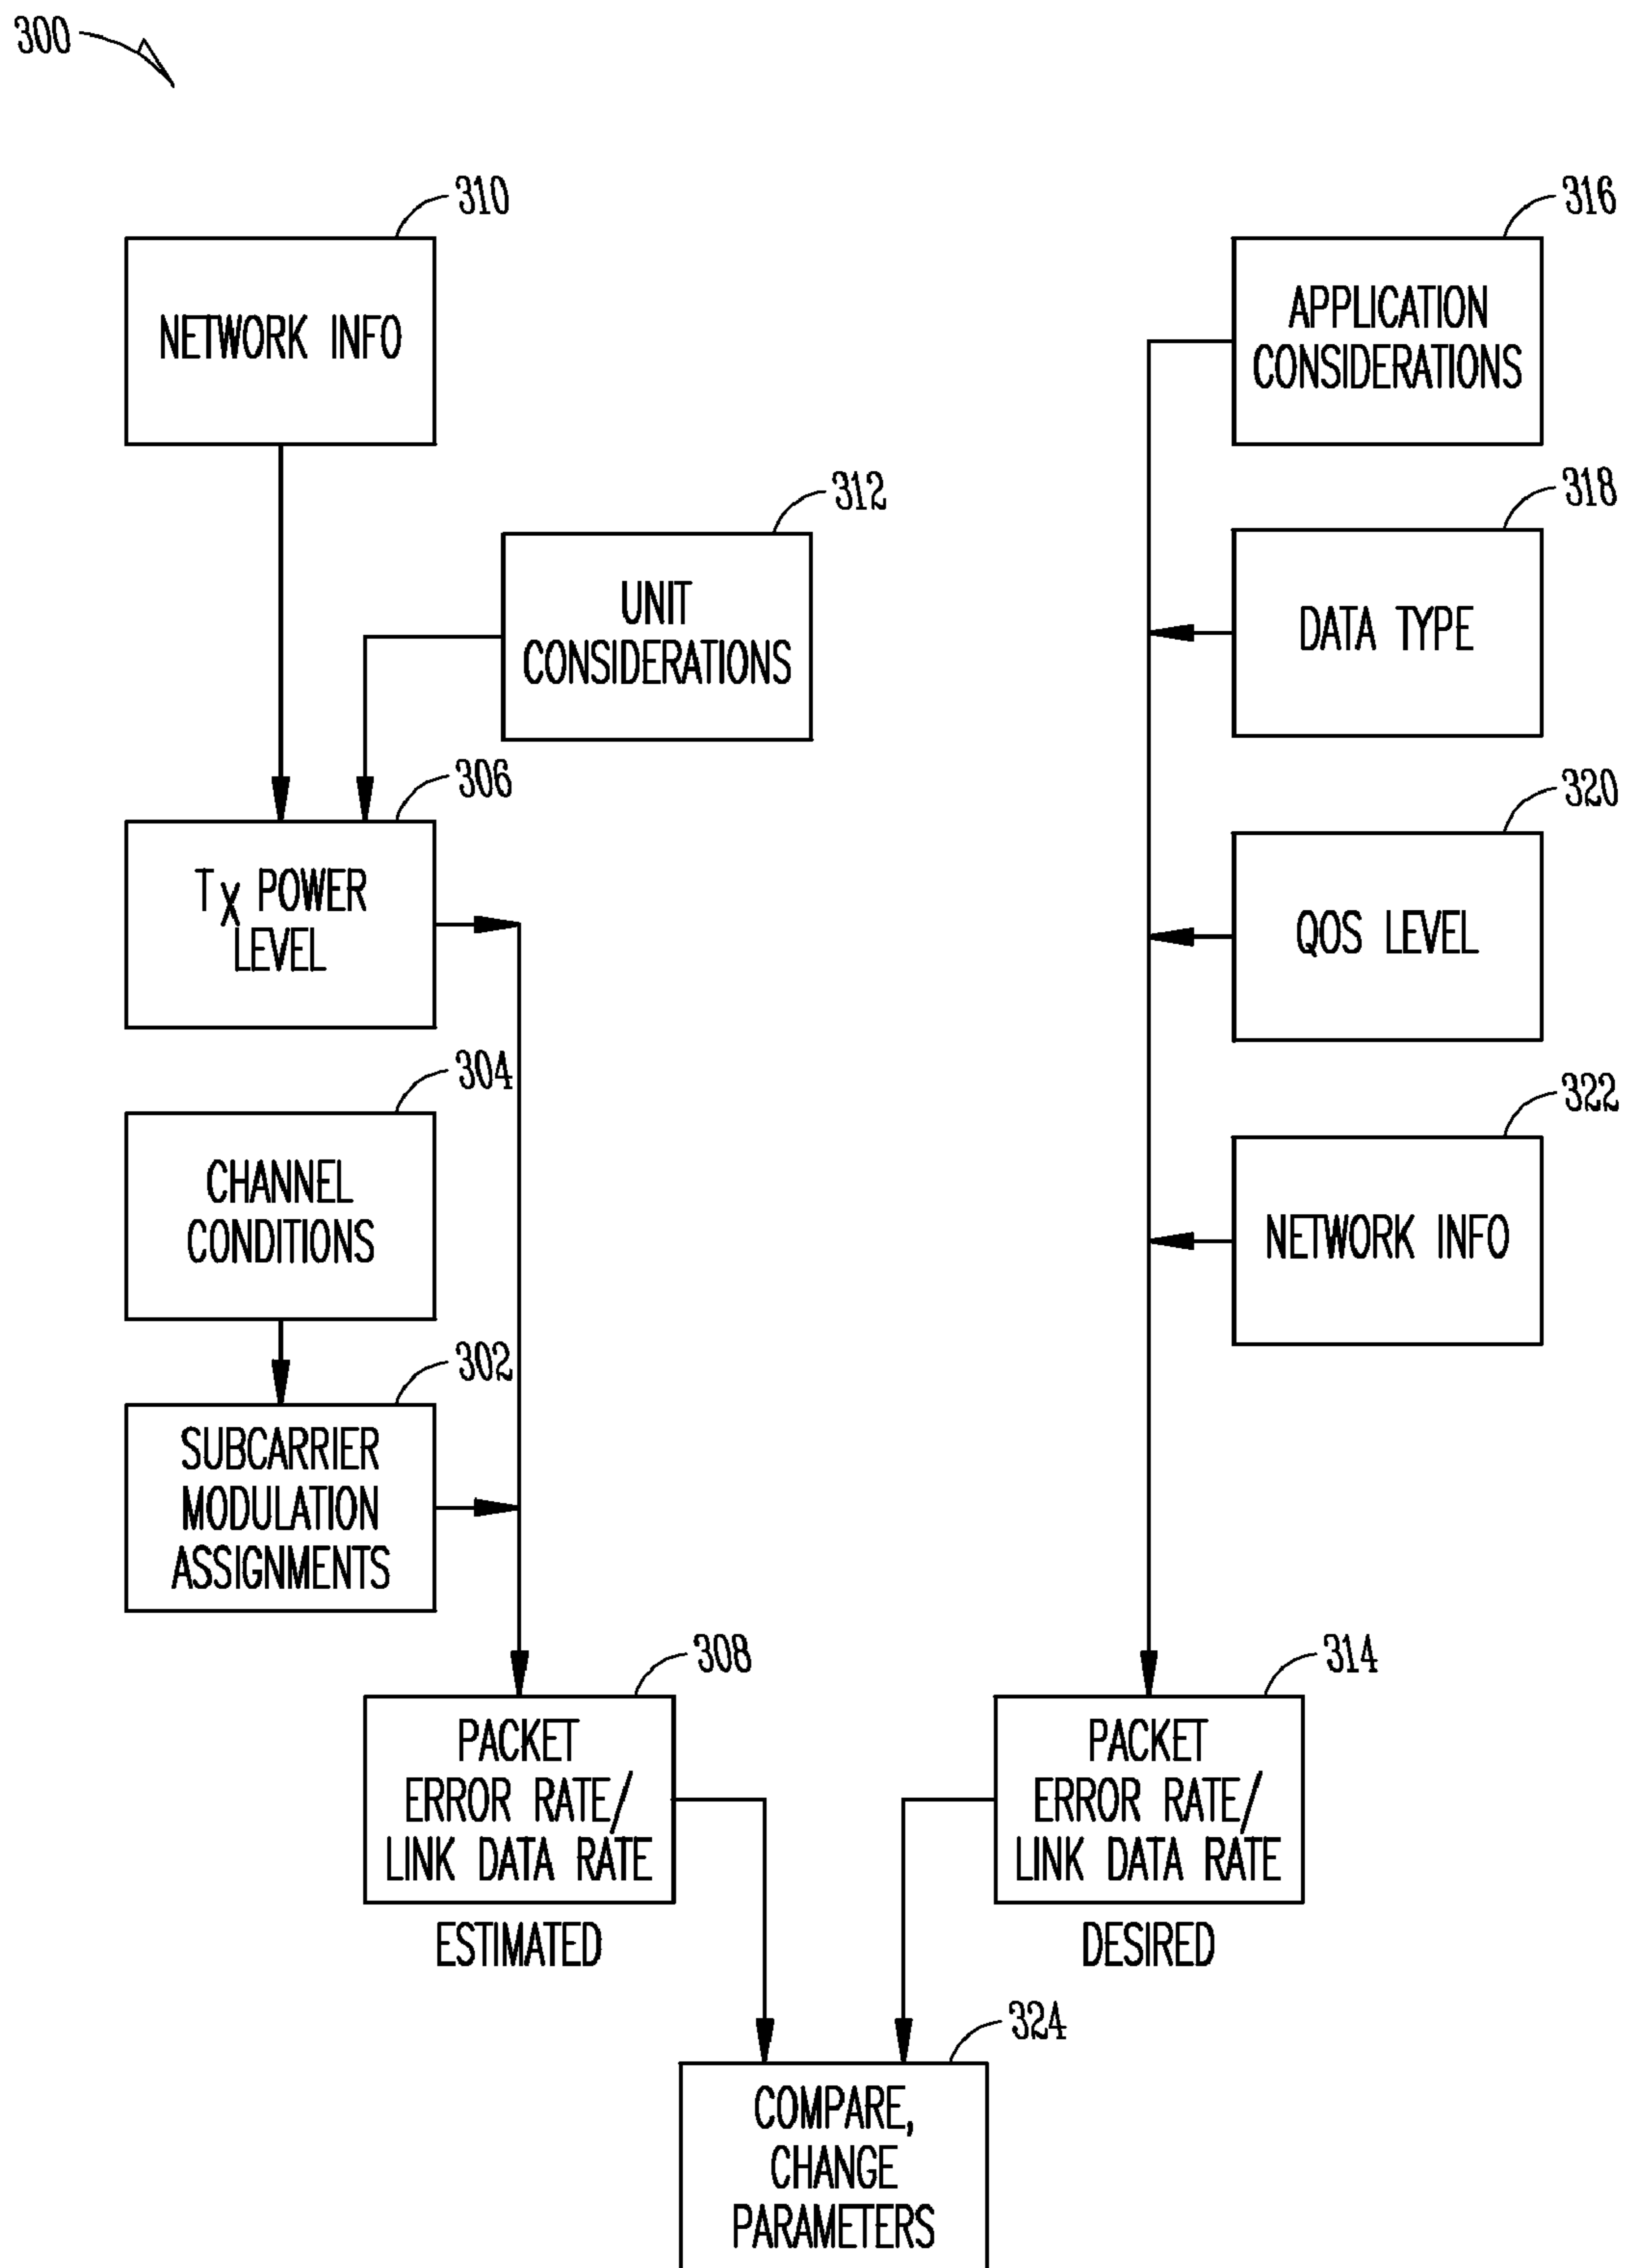 300
310
NETWORK INFO
316
APPLICATION
CONSIDERATIONS
312
UNIT
CONSIDERATIONS
318
DATA TYPE
306
TX POWER
LEVEL
320
QOS LEVEL
304
CHANNEL
CONDITIONS
322
NETWORK INFO
302
SUBCARRIER
MODULATION
ASSIGNMENTS
308
PACKET
ERROR RATE/
LINK DATA RATE
ESTIMATED
314
PACKET
ERROR RATE/
LINK DATA RATE
DESIRED
324
COMPARE,
CHANGE
PARAMETERS